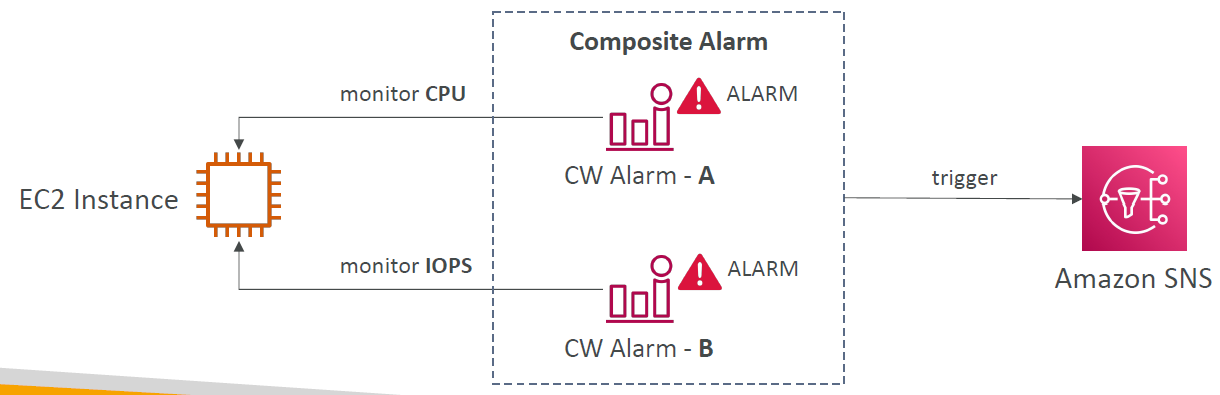 Composite Alarm
monitor CPU
ALARM
CW Alarm - A
EC2 Instance
trigger
monitor IOPS
ALARM
Amazon SNS
CW Alarm - B